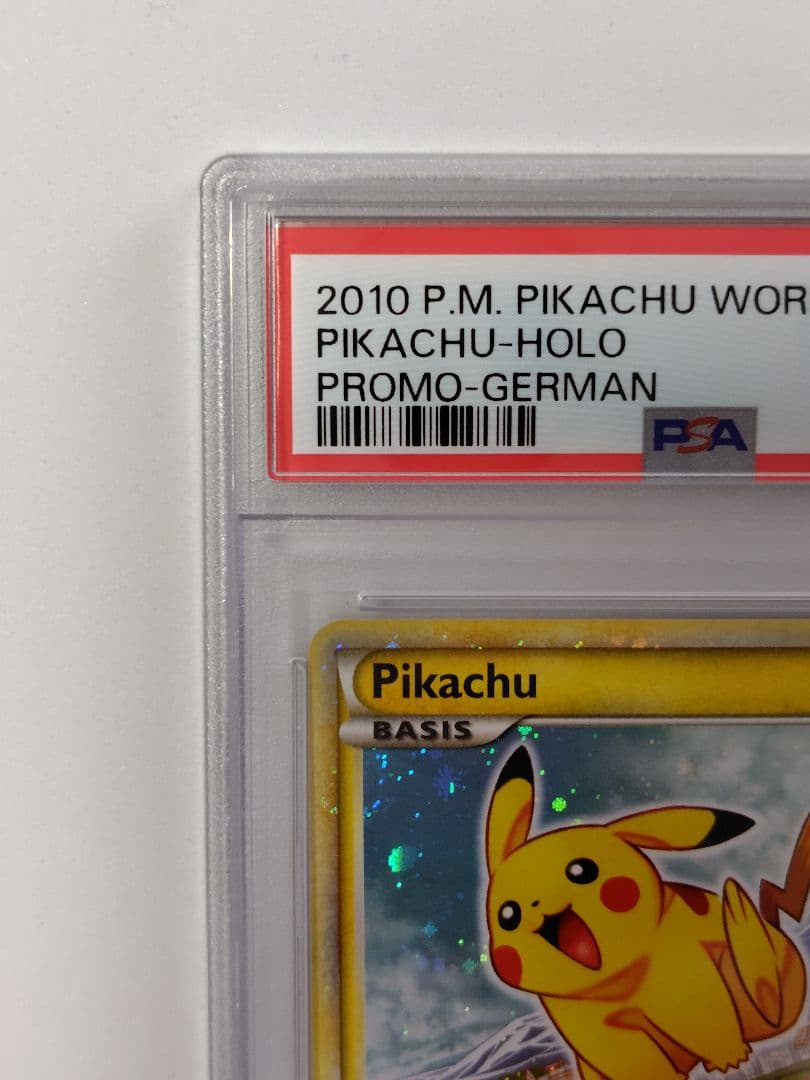 2010 P.M. PIKACHU WOR
PIKACHU-HOLO
PROMO-GERMAN
PSA
Pikachu
BASIS